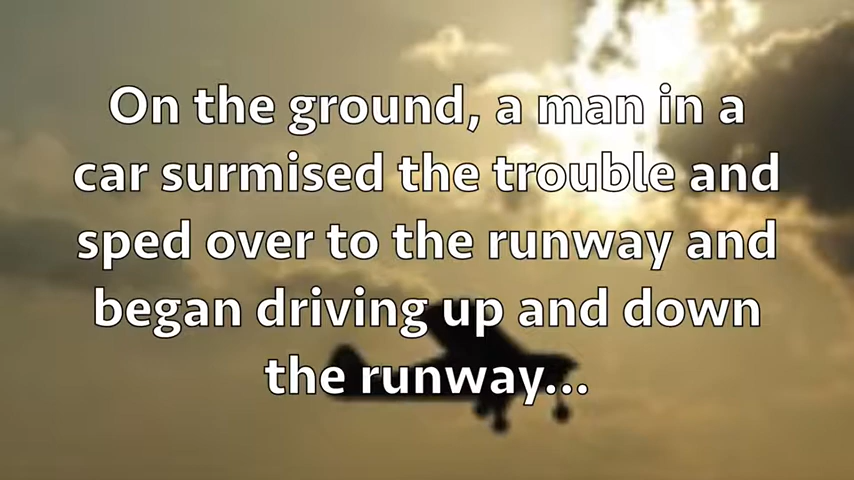 On the ground, a man in a
car surmised the trouble and
sped over to the runway and
began driving up and down
the runway...